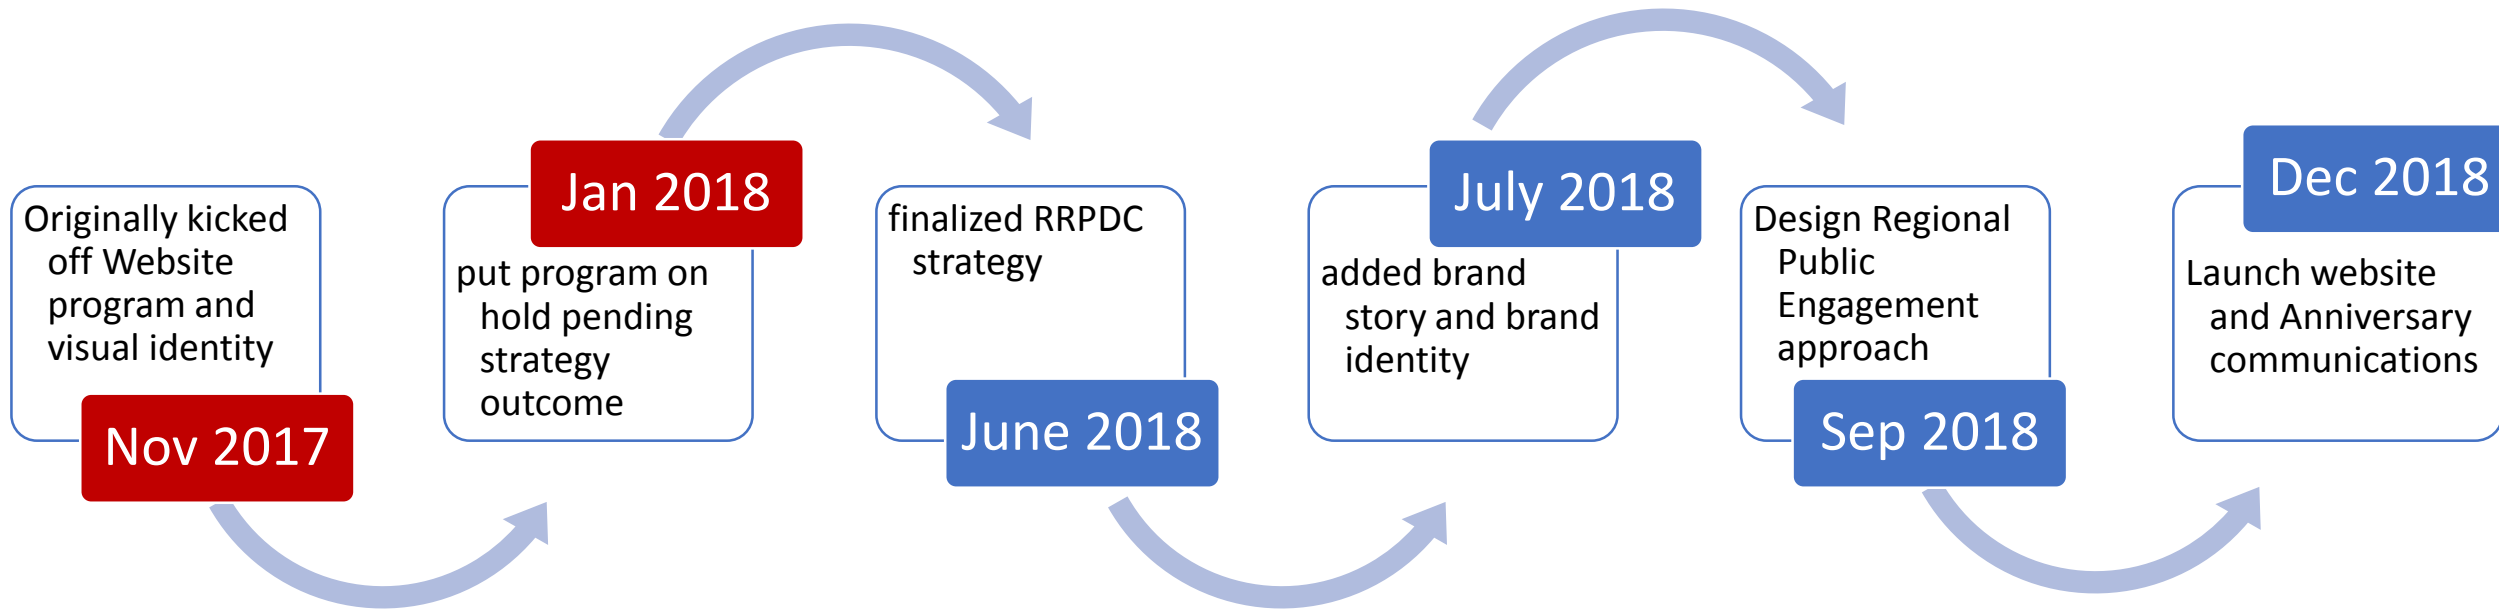 Originally kicked
off Website
program and
visual identity
Nov 2017
Jan 2018
put program on
hold pending
strategy
outcome
finalized RRPDC
strategy
June 2018
July 2018
added brand
story and brand
identity
Design Regional
Public
Engagement
approach
Sep 2018
Dec 2018
Launch website
and Anniversary
communications